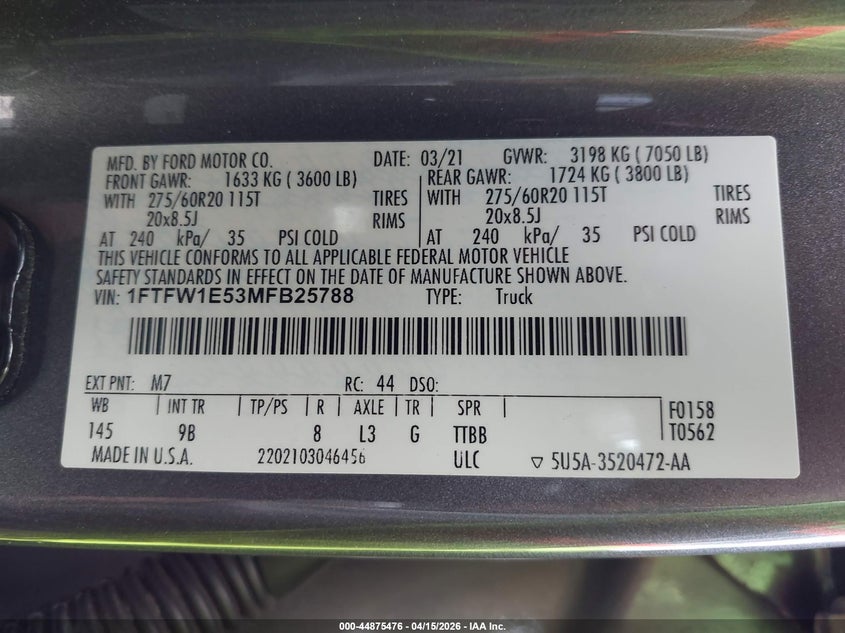 MFD. BY FORD MOTOR CO. DATE: 03/21 GVWR: 3198 KG ( 7050 LB)
FRONT GAWR: 1633 KG ( 3600 LB) REAR GAWR: 1724 KG ( 3800 LB)
WITH 275/60R20 115T TIRES WITH 275/60R20 115T TIRES
20x8.5J RIMS 20x8.5J RIMS
AT 240 kPa/ 35 PSI COLD AT 240 kPa/ 35 PSI COLD
THIS VEHICLE CONFORMS TO ALL APPLICABLE FEDERAL MOTOR VEHICLE
SAFETY STANDARDS IN EFFECT ON THE DATE OF MANUFACTURE SHOWN ABOVE.
VIN: 1FTFW1E53MFB25788 TYPE: Truck
EXT PNT: M7 RC: 44 DSO:
WB INT TR TP/PS R AXLE TR SPR F0158
145 9B 8 L3 G TTBB T0562
MADE IN U.S.A. 2202103046456 ULC ▽ 5U5A-3520472-AA
000-44875476 - 04/15/2026 - IAA Inc.